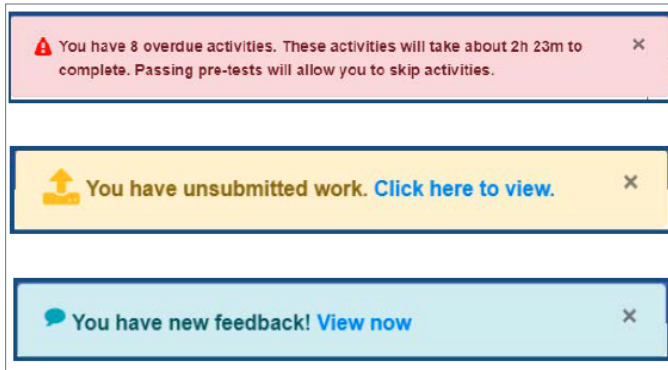 You have 8 overdue activities. These activities will take about 2h 23m to
complete. Passing pre-tests will allow you to skip activities.
You have unsubmitted work. Click here to view.
You have new feedback! View now